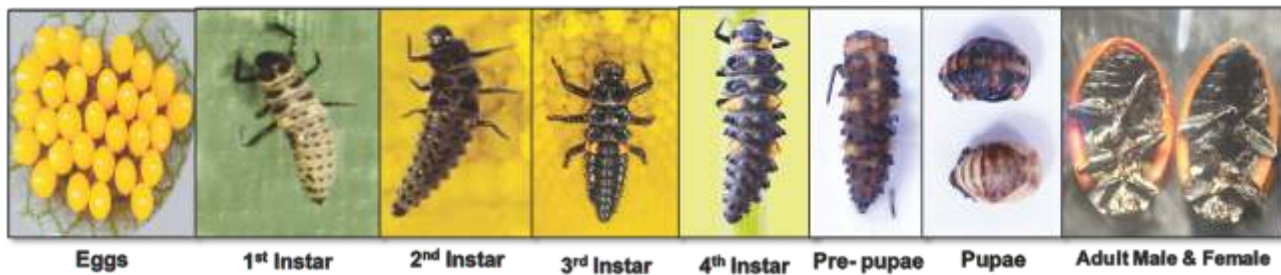 Eggs
1st Instar
2nd Instar
3rd Instar
4th Instar
Pre- pupae
Pupae
Adult Male & Female